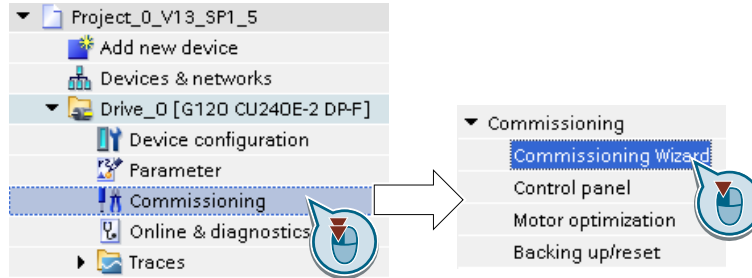 Project_0_V13_SP1_5
Add new device
Devices & networks
Drive_0 [G120 CU240E-2 DP-F]
Device configuration
Parameter
Commissioning
Online & diagnostics
Traces
Commissioning
Commissioning Wizard
Control panel
Motor optimization
Backing up/reset